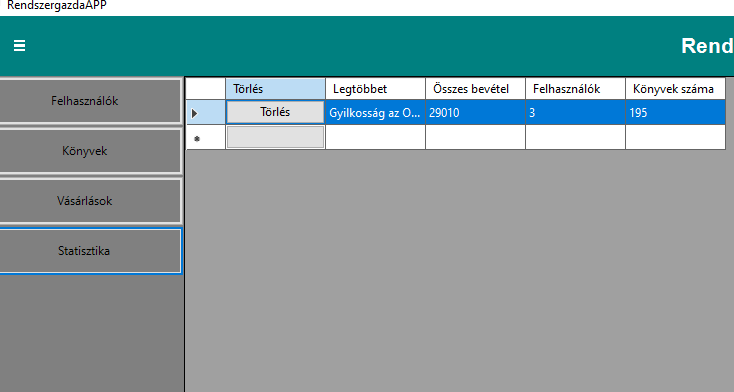 RendszergazdaAPP
Rend
Felhasználók
Könyvek
Vásárlások
Statisztika
Törlés Legtöbbet Összes bevétel Felhasználók Könyvek száma
Törlés Gyilkosság az O... 29010 3 195